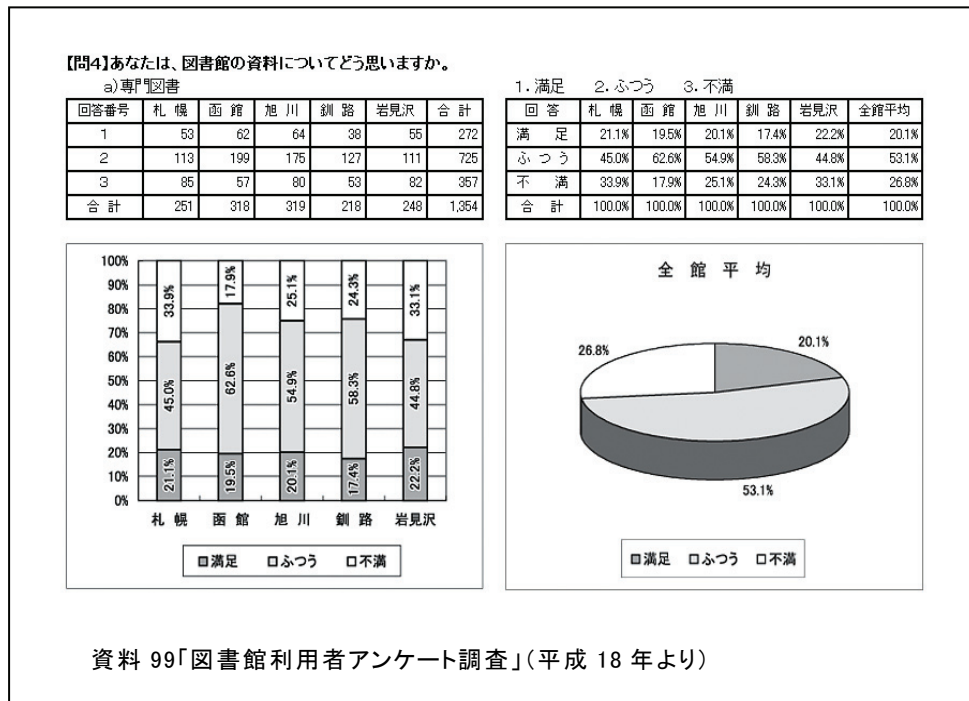 【問4】あなたは、図書館の資料についてどう思いますか。
a)専門図書
1. 満足 2. ふつう 3. 不満
回答番号 札 幌 函 館 旭 川 釧 路 岩見沢 合 計
1 53 62 64 38 55 272
2 113 199 175 127 111 725
3 85 57 80 53 82 357
合 計 251 318 319 218 248 1,354
回 答 札 幌 函 館 旭 川 釧 路 岩見沢 全館平均
満 足 21.1% 19.5% 20.1% 17.4% 22.2% 20.1%
ふ つ う 45.0% 62.6% 54.9% 58.3% 44.8% 53.1%
不 満 33.9% 17.9% 25.1% 24.3% 33.1% 26.8%
合 計 100.0% 100.0% 100.0% 100.0% 100.0% 100.0%
100%
90%
80%
70%
60%
50%
40%
30%
20%
10%
0%
33.9% 17.9% 25.1% 24.3% 33.1%
45.0% 62.6% 54.9% 58.3% 44.8%
21.1% 19.5% 20.1% 17.4% 22.2%
札 幌 函 館 旭 川 釧 路 岩見沢
満足 ふつう 不満
全 館 平 均
20.1%
26.8%
53.1%
満足 ふつう 不満
資料 99「図書館利用者アンケート調査」(平成 18 年より)